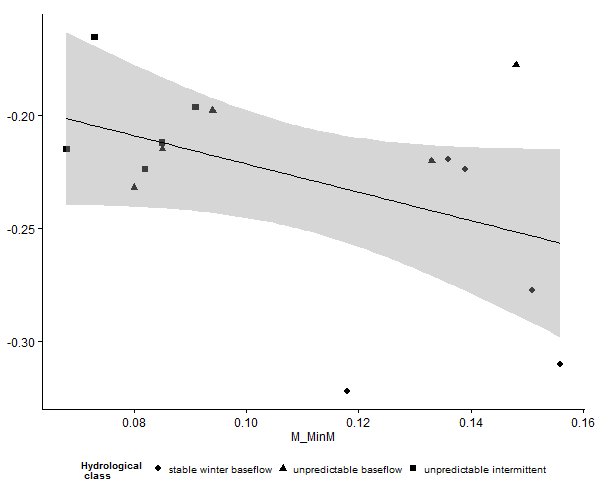 -0.20
-0.25
-0.30
0.08 0.10 0.12 0.14 0.16
M_MinM
Hydrological
class
stable winter baseflow unpredictable baseflow unpredictable intermittent